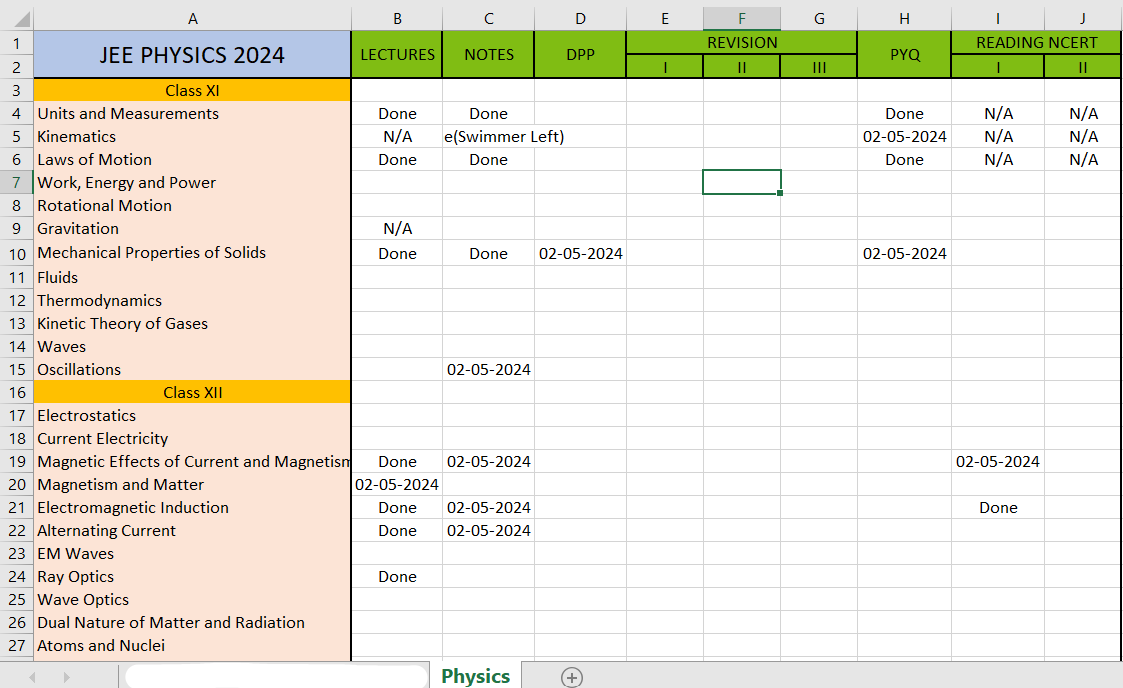 A B C D E F G H I J
1 JEE PHYSICS 2024 LECTURES NOTES DPP REVISION PYQ READING NCERT
2 I II III I II
3 Class XI
4 Units and Measurements Done Done Done N/A N/A
5 Kinematics N/A e(Swimmer Left) 02-05-2024 N/A N/A
6 Laws of Motion Done Done Done N/A N/A
7 Work, Energy and Power
8 Rotational Motion
9 Gravitation N/A
10 Mechanical Properties of Solids Done Done 02-05-2024 02-05-2024
11 Fluids
12 Thermodynamics
13 Kinetic Theory of Gases
14 Waves
15 Oscillations 02-05-2024
16 Class XII
17 Electrostatics
18 Current Electricity
19 Magnetic Effects of Current and Magnetism Done 02-05-2024 02-05-2024
20 Magnetism and Matter 02-05-2024
21 Electromagnetic Induction Done 02-05-2024 Done
22 Alternating Current Done 02-05-2024
23 EM Waves
24 Ray Optics Done
25 Wave Optics
26 Dual Nature of Matter and Radiation
27 Atoms and Nuclei
Physics